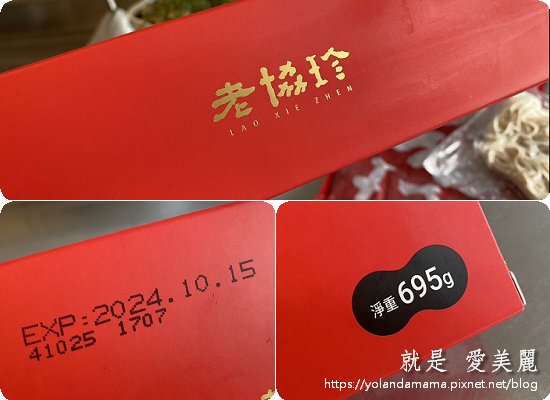 老協珍
LAO XIE ZHEN
EXP:2024.10.15
41025 1707
淨重695g
就是 愛美麗
https://yolandamama.pixnet.net/blog